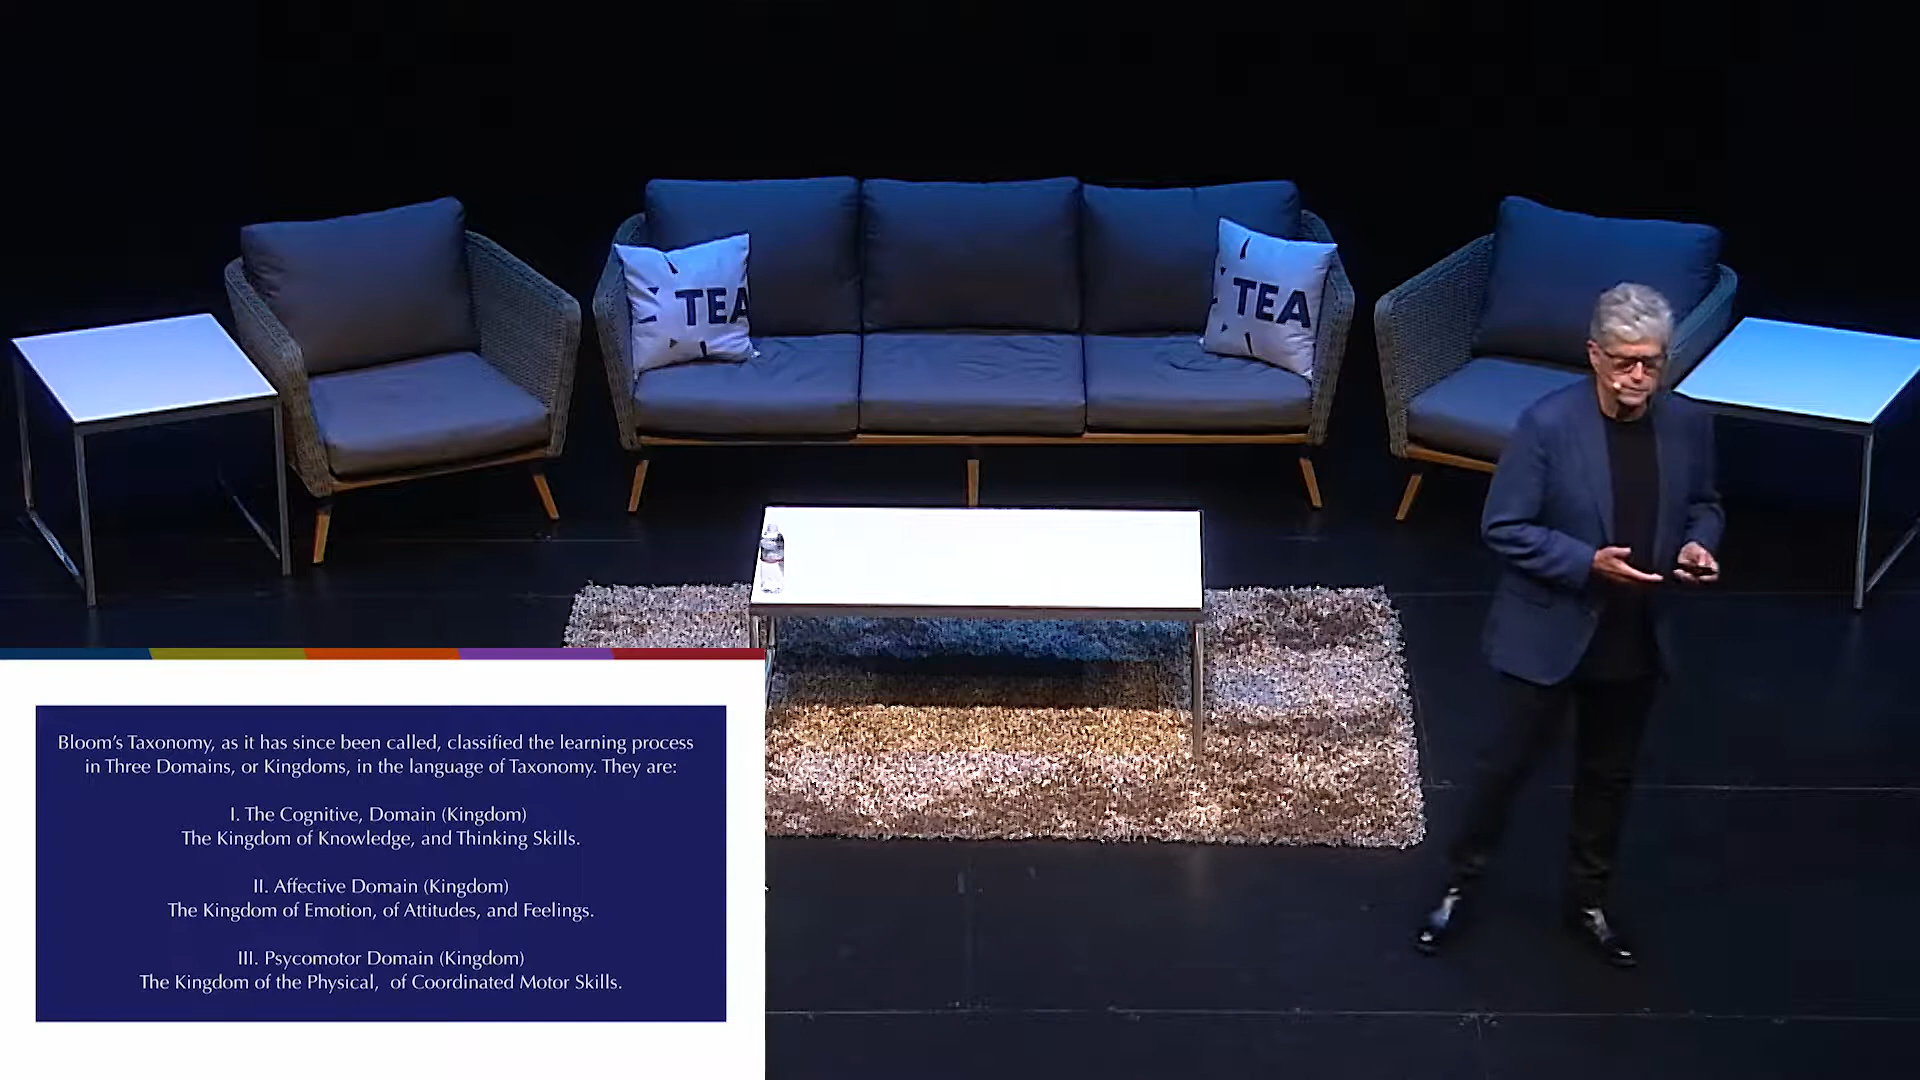 TEA
TEA
Bloom's Taxonomy, as it has since been called, classified the learning process
in Three Domains, or Kingdoms, in the language of Taxonomy. They are:
I. The Cognitive, Domain (Kingdom)
The Kingdom of Knowledge, and Thinking Skills.
II. Affective Domain (Kingdom)
The Kingdom of Emotion, of Attitudes, and Feelings.
III. Psycomotor Domain (Kingdom)
The Kingdom of the Physical, of Coordinated Motor Skills.